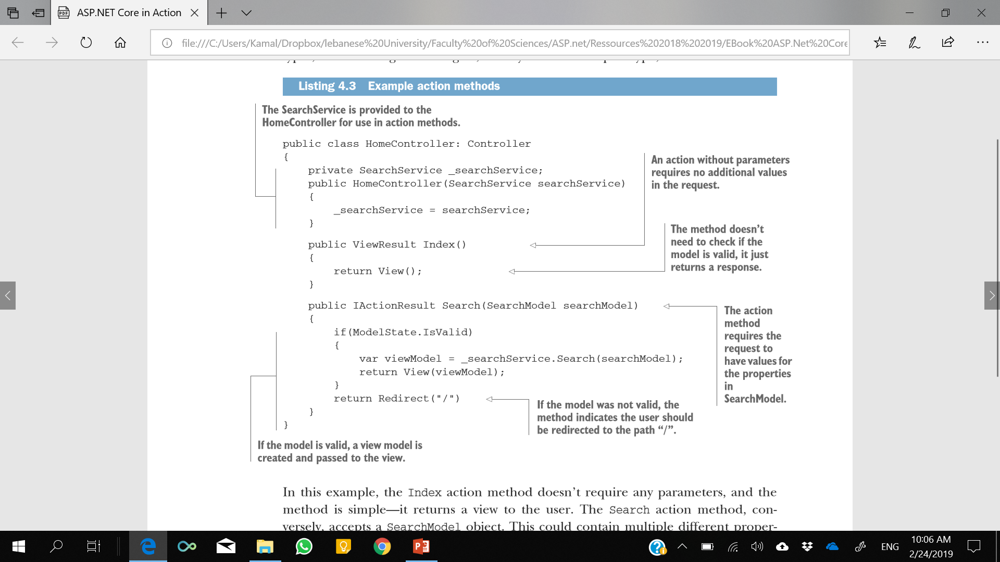 ASP.NET Core in Action
file:///C:/Users/Kamal/Dropbox/lebanese%20University/Faculty%20of%20Sciences/ASP.net/Ressources%202018%202019/EBook%20ASP.Net%20Core
Listing 4.3 Example action methods
The SearchService is provided to the
HomeController for use in action methods.
public class HomeController: Controller
{
private SearchService _searchService;
public HomeController(SearchService searchService)
{
_searchService = searchService;
}
An action without parameters
requires no additional values
in the request.
public ViewResult Index()
{
return View();
}
The method doesn’t
need to check if the
model is valid, it just
returns a response.
public IActionResult Search(SearchModel searchModel)
{
if(ModelState.IsValid)
{
var viewModel = _searchService.Search(searchModel);
return View(viewModel);
}
return Redirect("/")
}
}
The action
method
requires the
request to
have values for
the properties
in
SearchModel.
If the model was not valid, the
method indicates the user should
be redirected to the path “/”.
If the model is valid, a view model is
created and passed to the view.
In this example, the Index action method doesn’t require any parameters, and the
method is simple—it returns a view to the user. The Search action method, con-
versely, accepts a SearchModel object. This could contain multiple different proper-
ENG
10:06 AM
2/24/2019